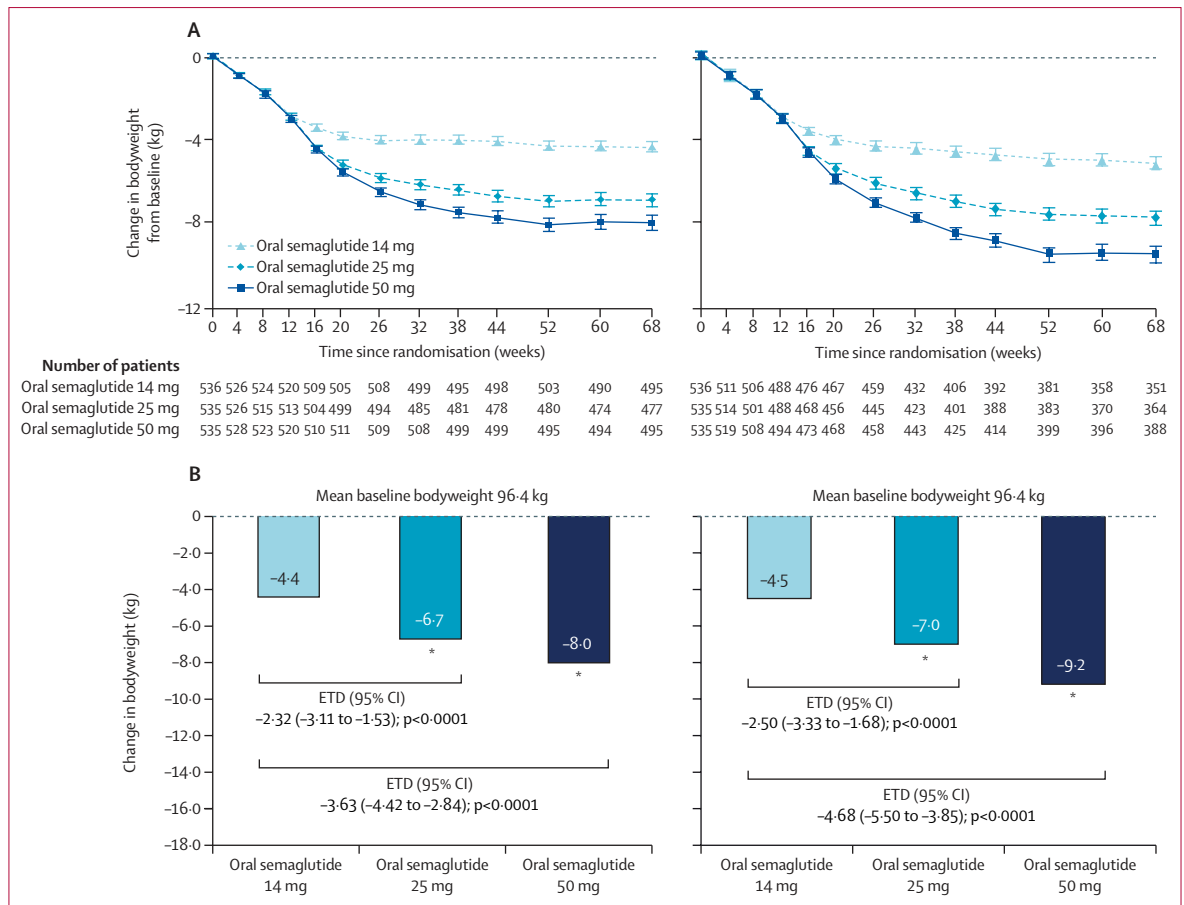 A
0
–4
–8
–12
Change in bodyweight
from baseline (kg)
Oral semaglutide 14 mg
Oral semaglutide 25 mg
Oral semaglutide 50 mg
0 4 8 12 16 20 26 32 38 44 52 60 68
0 4 8 12 16 20 26 32 38 44 52 60 68
Time since randomisation (weeks)
Time since randomisation (weeks)
Number of patients
Oral semaglutide 14 mg 536 526 524 520 509 505 508 499 495 498 503 490 495 536 511 506 488 476 467 459 432 406 392 381 358 351
Oral semaglutide 25 mg 535 526 515 513 504 499 494 485 481 478 480 474 477 535 514 501 488 468 456 445 423 401 388 383 370 364
Oral semaglutide 50 mg 535 528 523 520 510 511 509 508 499 499 495 494 495 535 519 508 494 473 468 458 443 425 414 399 396 388
B
Mean baseline bodyweight 96·4 kg
Change in bodyweight (kg)
0
–2·0
–4·0
–6·0
–8·0
–10·0
–12·0
–14·0
–16·0
–18·0
–4·4
–6·7
*
–8·0
*
ETD (95% CI)
–2·32 (–3·11 to –1·53); p<0·0001
ETD (95% CI)
–3·63 (–4·42 to –2·84); p<0·0001
Oral semaglutide
14 mg
Oral semaglutide
25 mg
Oral semaglutide
50 mg
Mean baseline bodyweight 96·4 kg
–4·5
–7·0
*
–9·2
*
ETD (95% CI)
–2·50 (–3·33 to –1·68); p<0·0001
ETD (95% CI)
–4·68 (–5·50 to –3·85); p<0·0001
Oral semaglutide
14 mg
Oral semaglutide
25 mg
Oral semaglutide
50 mg